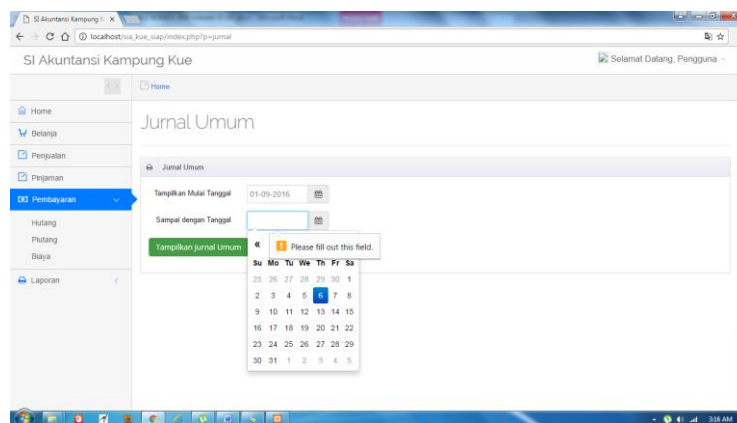 SI Akuntansi Kampung
localhost/sia_kue_siap/index.php?p=jurnal
SI Akuntansi Kampung Kue
Selamat Datang, Pengguna
Home
Home
Belanja
Penjualan
Pinjaman
Pembayaran
Hutang
Piutang
Biaya
Laporan
Jurnal Umum
Jurnal Umum
Tampilkan Mulai Tanggal 01-09-2016
Sampai dengan Tanggal
Tampilkan Jurnal Umum
« Please fill out this field.
Su Mo Tu We Th Fr Sa
25 26 27 28 29 30 1
2 3 4 5 6 7 8
9 10 11 12 13 14 15
16 17 18 19 20 21 22
23 24 25 26 27 28 29
30 31 1 2 3 4 5
3:16 AM